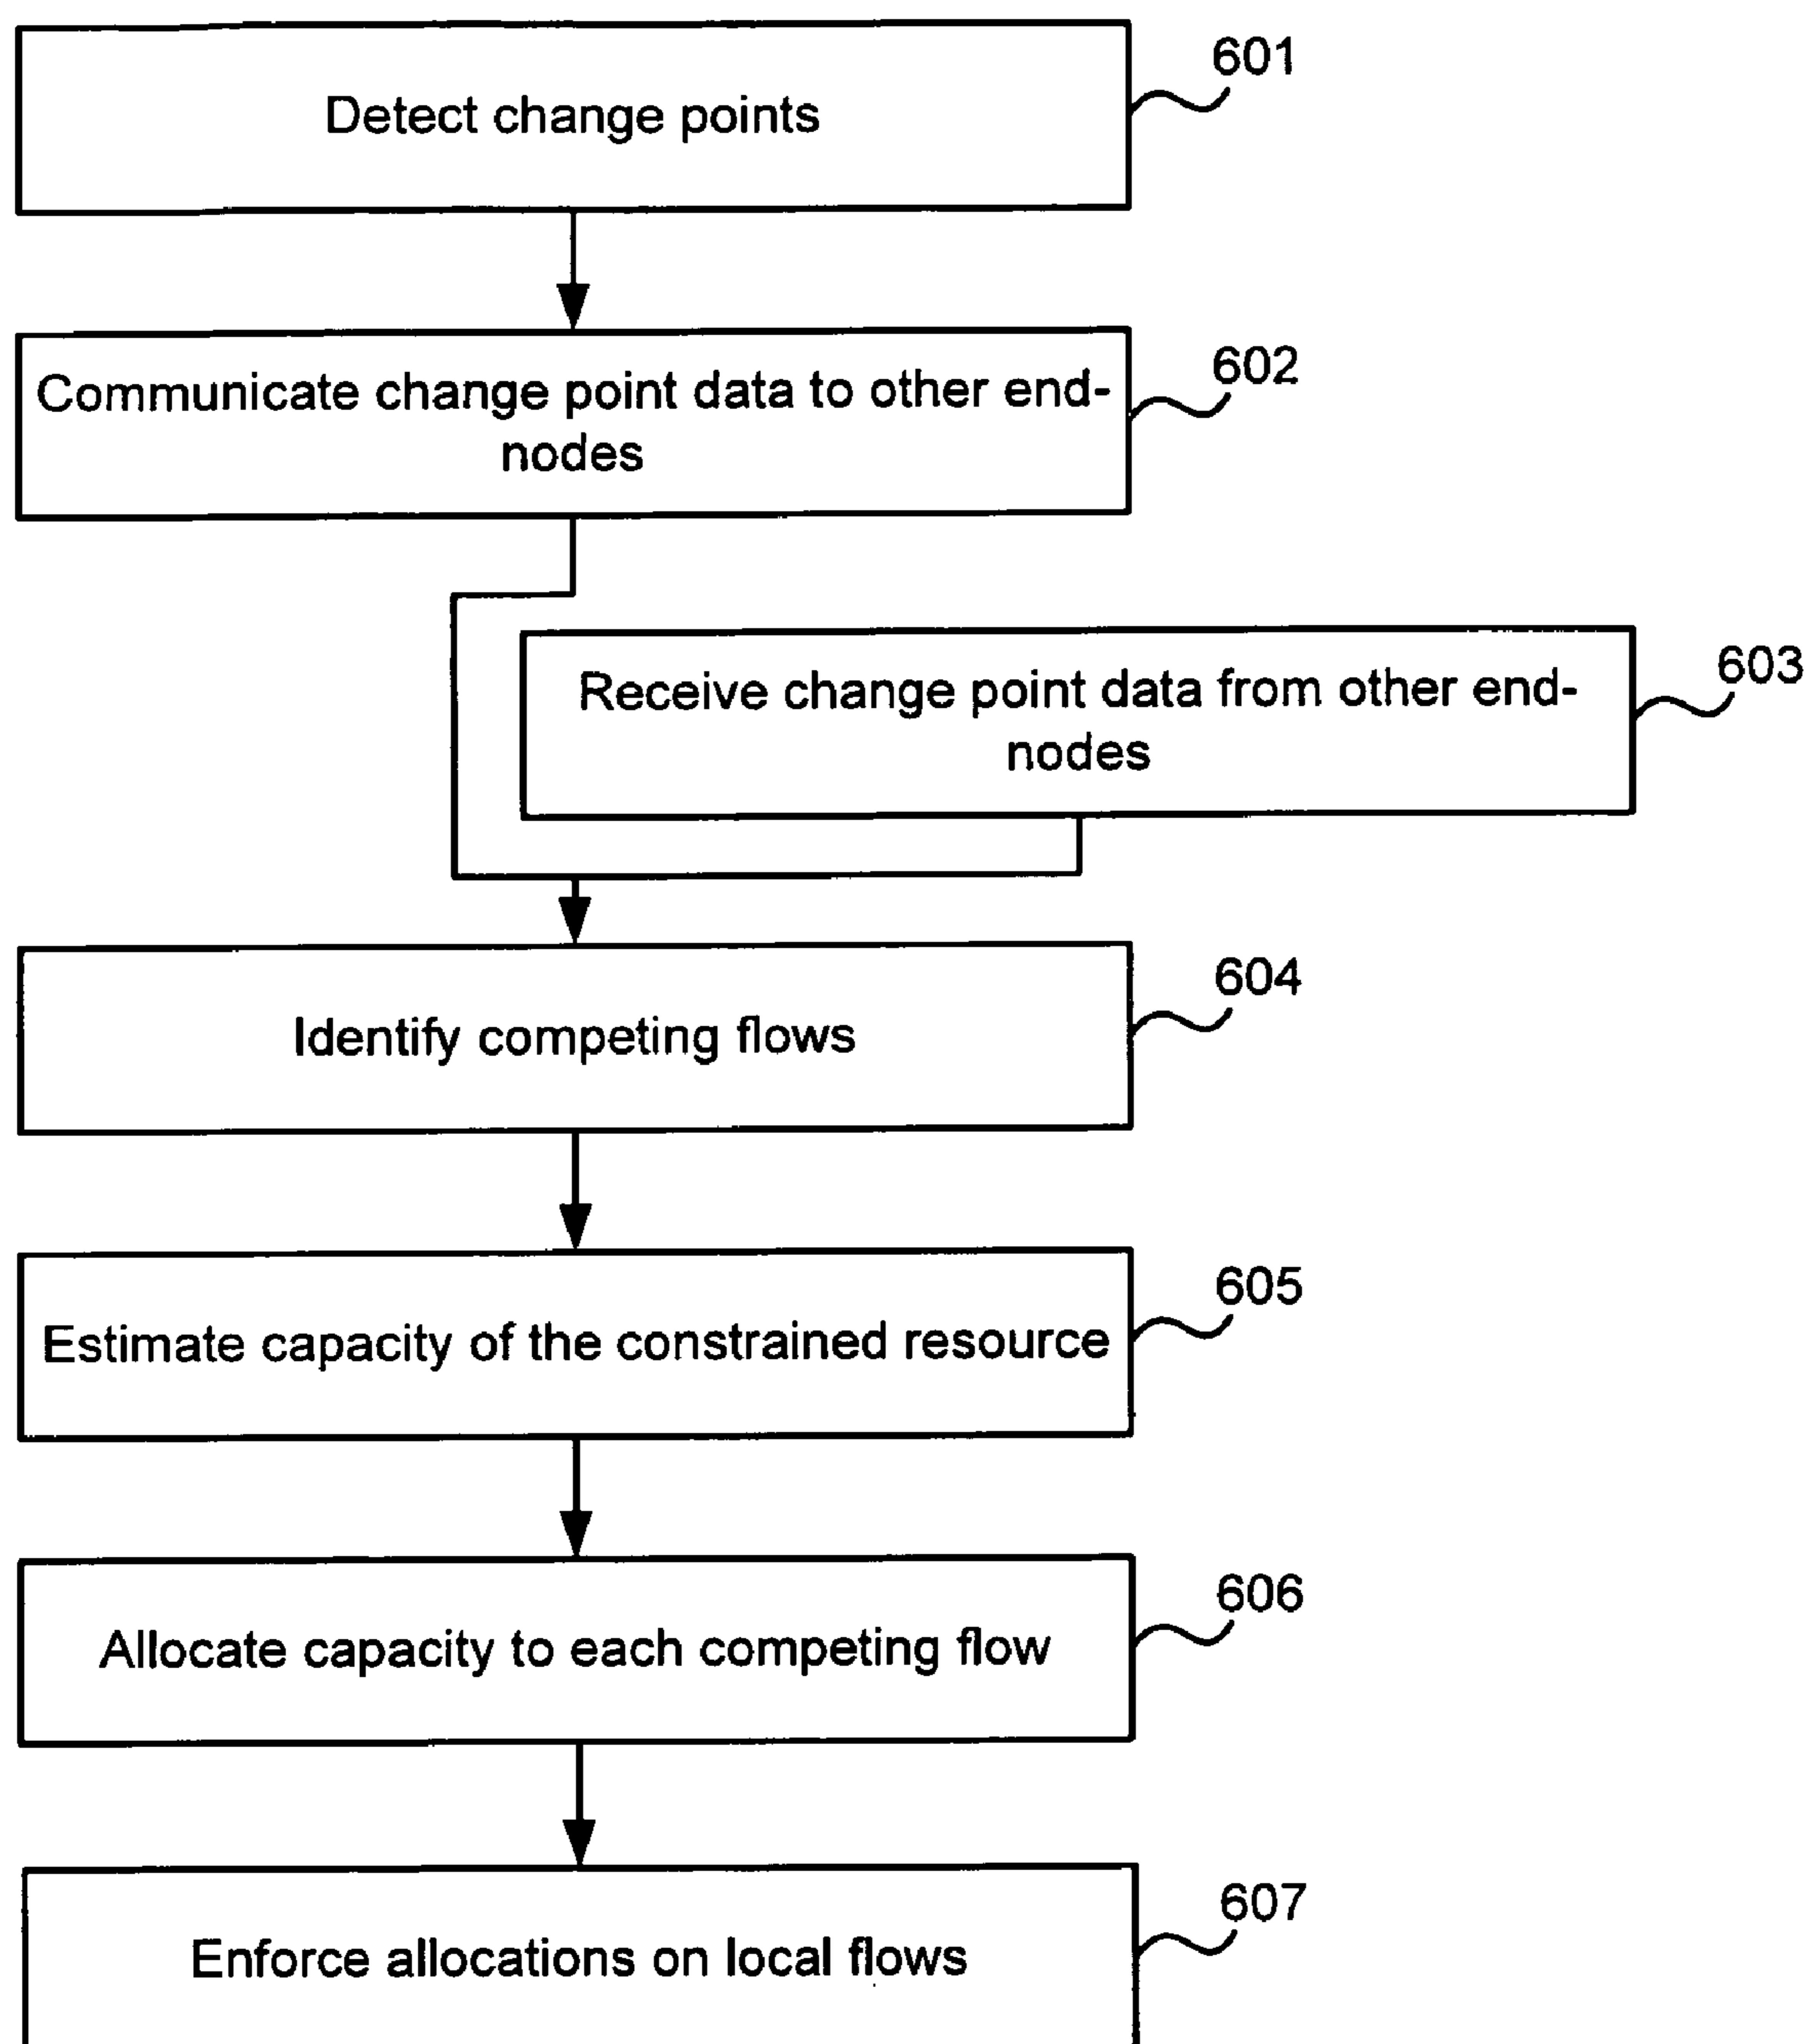 601
Detect change points
602
Communicate change point data to other end-
nodes
603
Receive change point data from other end-
nodes
604
Identify competing flows
605
Estimate capacity of the constrained resource
606
Allocate capacity to each competing flow
607
Enforce allocations on local flows